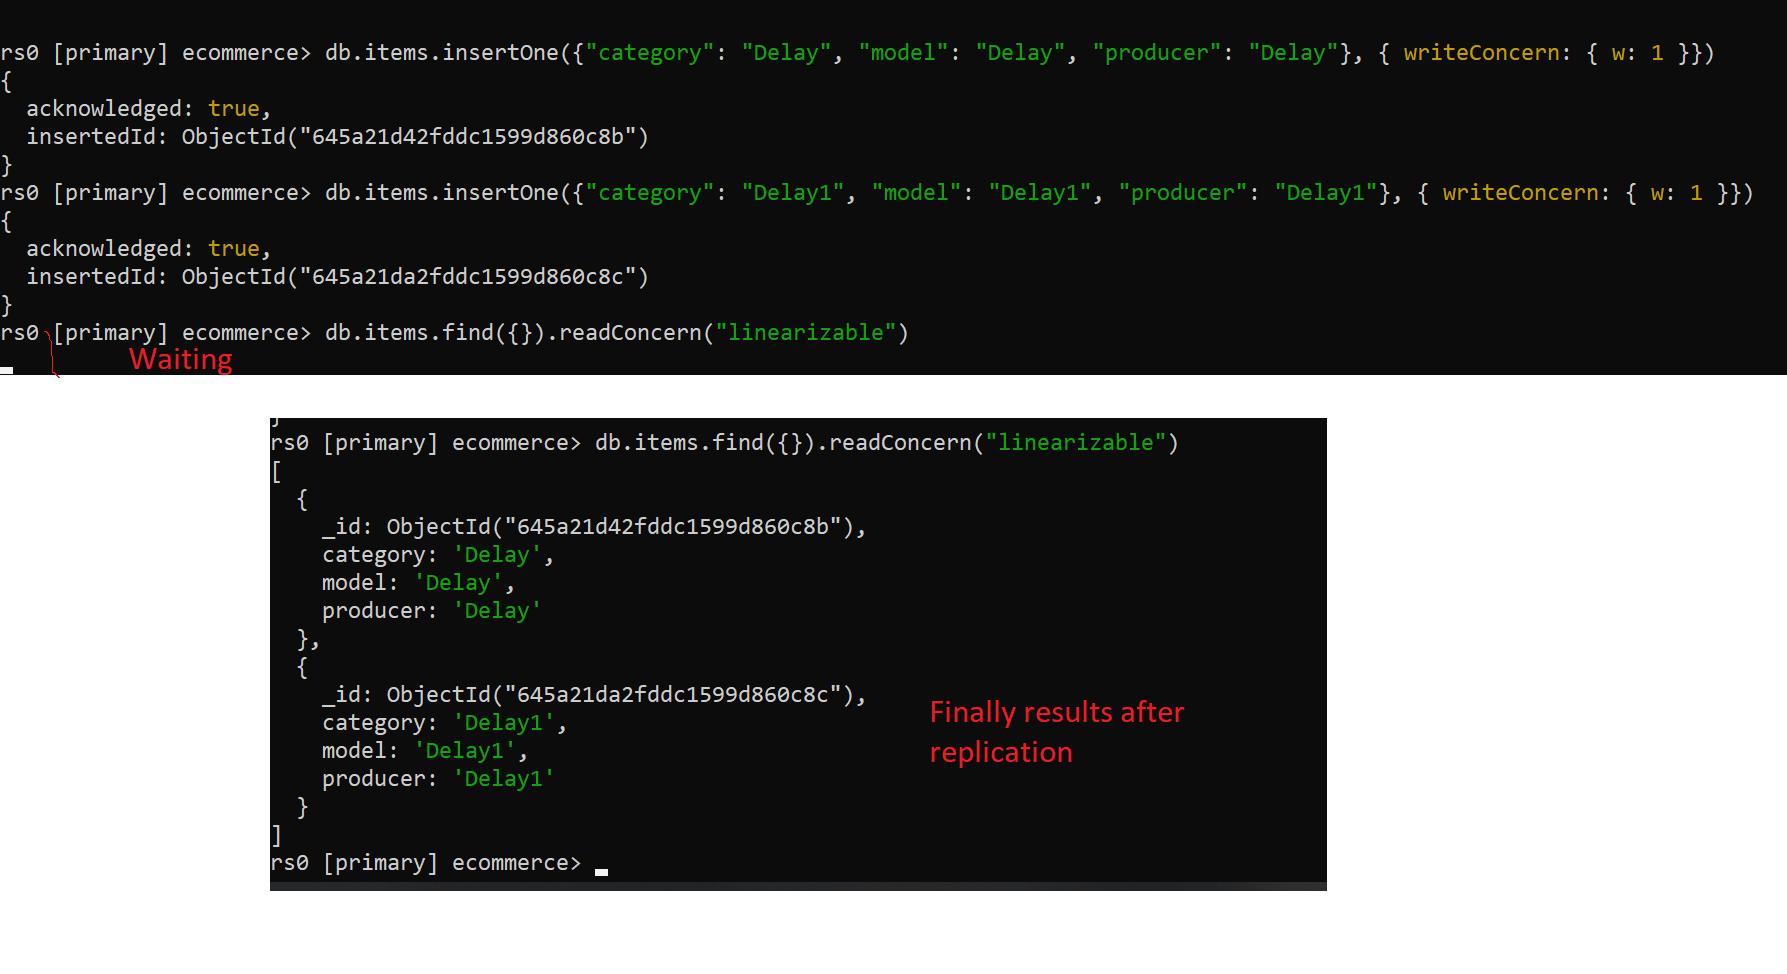 rs0 [primary] ecommerce> db.items.insertOne({"category": "Delay", "model": "Delay", "producer": "Delay"}, { writeConcern: { w: 1 }})
{
  acknowledged: true,
  insertedId: ObjectId("645a21d42fddc1599d860c8b")
}
rs0 [primary] ecommerce> db.items.insertOne({"category": "Delay1", "model": "Delay1", "producer": "Delay1"}, { writeConcern: { w: 1 }})
{
  acknowledged: true,
  insertedId: ObjectId("645a21da2fddc1599d860c8c")
}
rs0 [primary] ecommerce> db.items.find({}).readConcern("linearizable")
Waiting
}
rs0 [primary] ecommerce> db.items.find({}).readConcern("linearizable")
[
  {
    _id: ObjectId("645a21d42fddc1599d860c8b"),
    category: 'Delay',
    model: 'Delay',
    producer: 'Delay'
  },
  {
    _id: ObjectId("645a21da2fddc1599d860c8c"),
    category: 'Delay1',
    model: 'Delay1',
    producer: 'Delay1'
  }
]
rs0 [primary] ecommerce>
Finally results after
replication